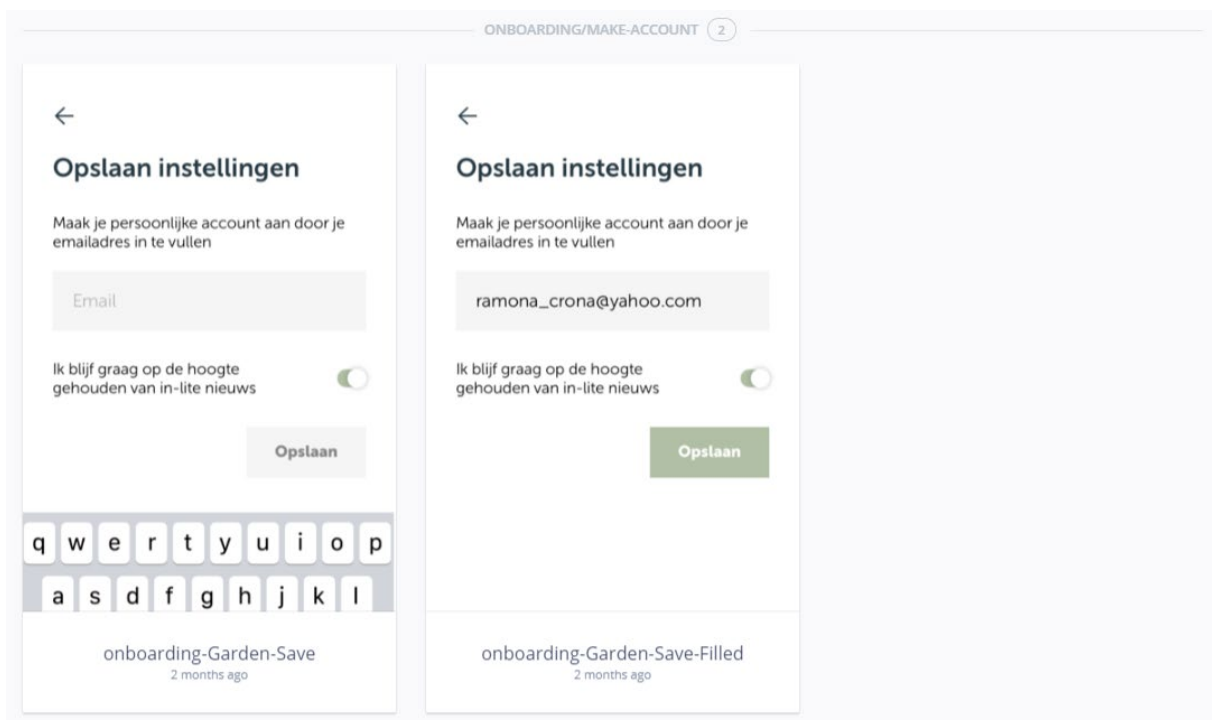 ONBOARDING/MAKE-ACCOUNT 2
Opslaan instellingen
Maak je persoonlijke account aan door je
emailadres in te vullen
Email
Ik blijf graag op de hoogte
gehouden van in-lite nieuws
Opslaan
q w e r t y u i o p
a s d f g h j k l
onboarding-Garden-Save
2 months ago
Opslaan instellingen
Maak je persoonlijke account aan door je
emailadres in te vullen
ramona_crona@yahoo.com
Ik blijf graag op de hoogte
gehouden van in-lite nieuws
Opslaan
onboarding-Garden-Save-Filled
2 months ago